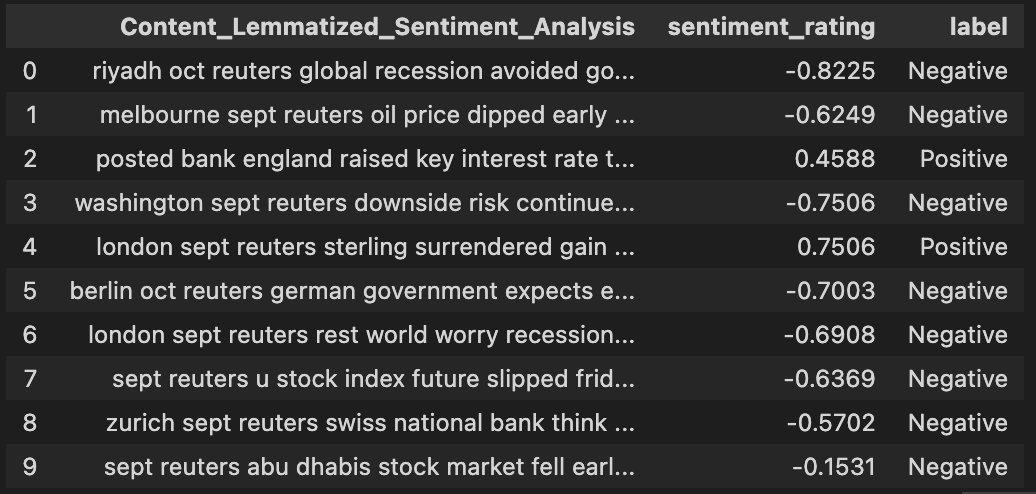 Content_Lemmatized_Sentiment_Analysis sentiment_rating label
0 riyadh oct reuters global recession avoided go... -0.8225 Negative
1 melbourne sept reuters oil price dipped early ... -0.6249 Negative
2 posted bank england raised key interest rate t... 0.4588 Positive
3 washington sept reuters downside risk continue... -0.7506 Negative
4 london sept reuters sterling surrendered gain ... 0.7506 Positive
5 berlin oct reuters german government expects e... -0.7003 Negative
6 london sept reuters rest world worry recession... -0.6908 Negative
7 sept reuters u stock index future slipped frid... -0.6369 Negative
8 zurich sept reuters swiss national bank think ... -0.5702 Negative
9 sept reuters abu dhabis stock market fell earl... -0.1531 Negative